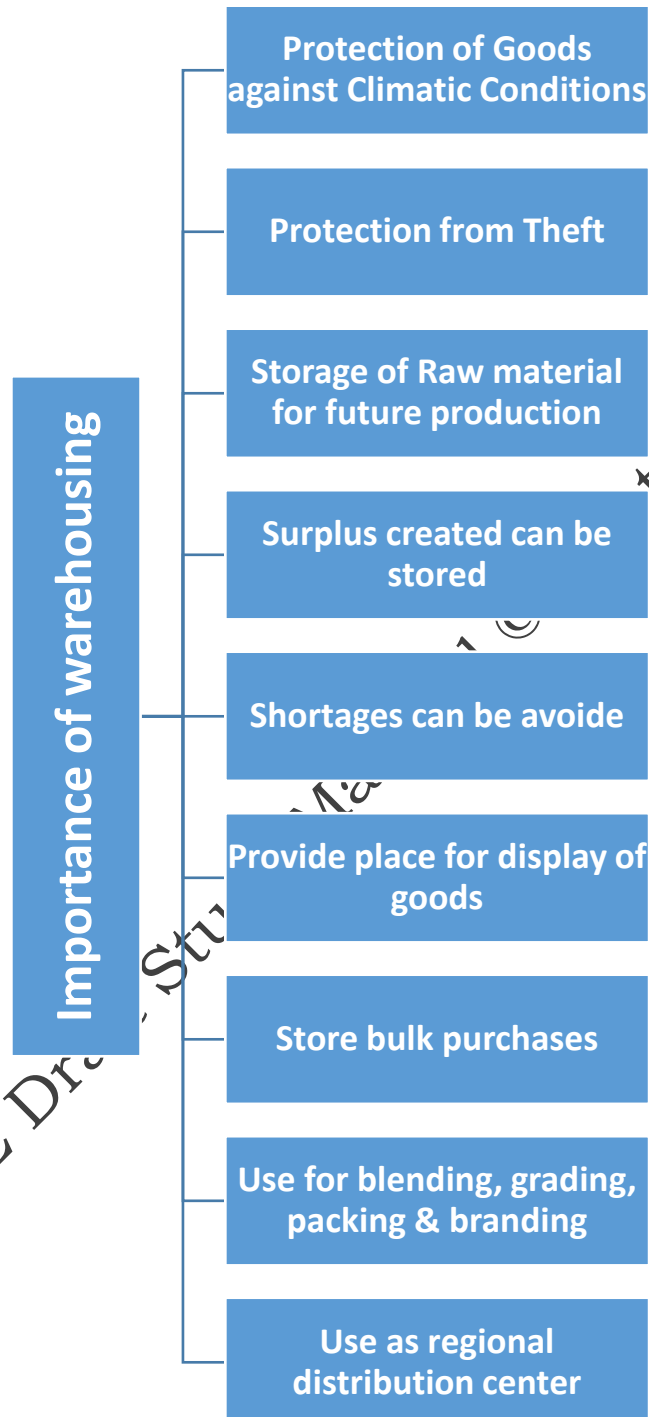 Importance of warehousing
Protection of Goods
against Climatic Conditions
Protection from Theft
Storage of Raw material
for future production
Surplus created can be
stored
Shortages can be avoide
Provide place for display of
goods
Store bulk purchases
Use for blending, grading,
packing & branding
Use as regional
distribution center